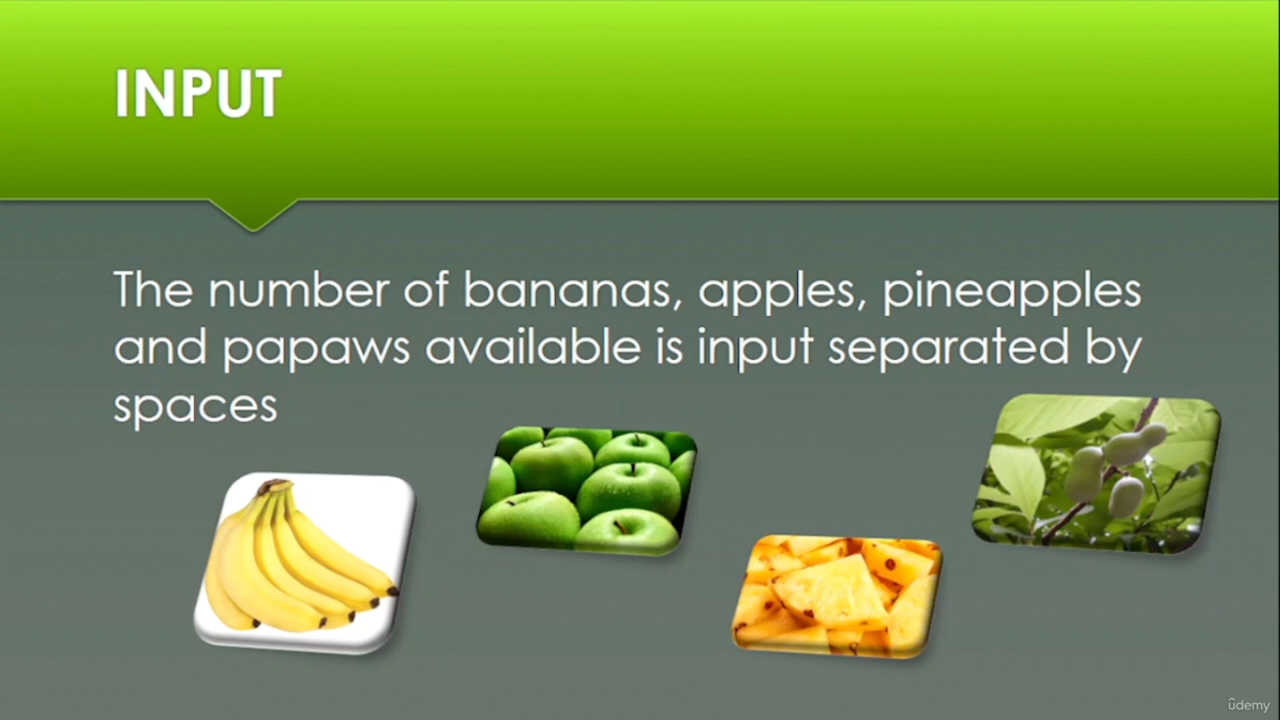 INPUT
The number of bananas, apples, pineapples
and papaws available is input separated by
spaces
ûdemy